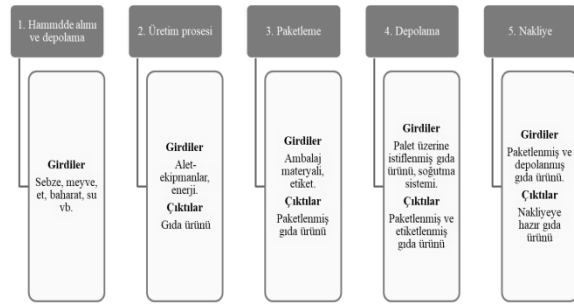 1. Hammdde alımı
ve depolama
Girdiler
Sebze, meyve,
et, baharat, su
vb.
2. Üretim prosesi
Girdiler
Alet-
ekipmanlar,
enerji.
Çıktılar
Gıda ürünü
3. Paketleme
Girdiler
Ambalaj
materyali,
etiket.
Çıktılar
Paketlenmiş
gıda ürünü
4. Depolama
Girdiler
Palet üzerine
istiflenmiş gıda
ürünü, soğutma
sistemi.
Çıktılar
Paketlenmiş ve
etiketlenmiş
gıda ürünü
5. Nakliye
Girdiler
Paketlenmiş ve
depolanmış
gıda ürünü.
Çıktılar
Nakliyeye
hazır gıda
ürünü